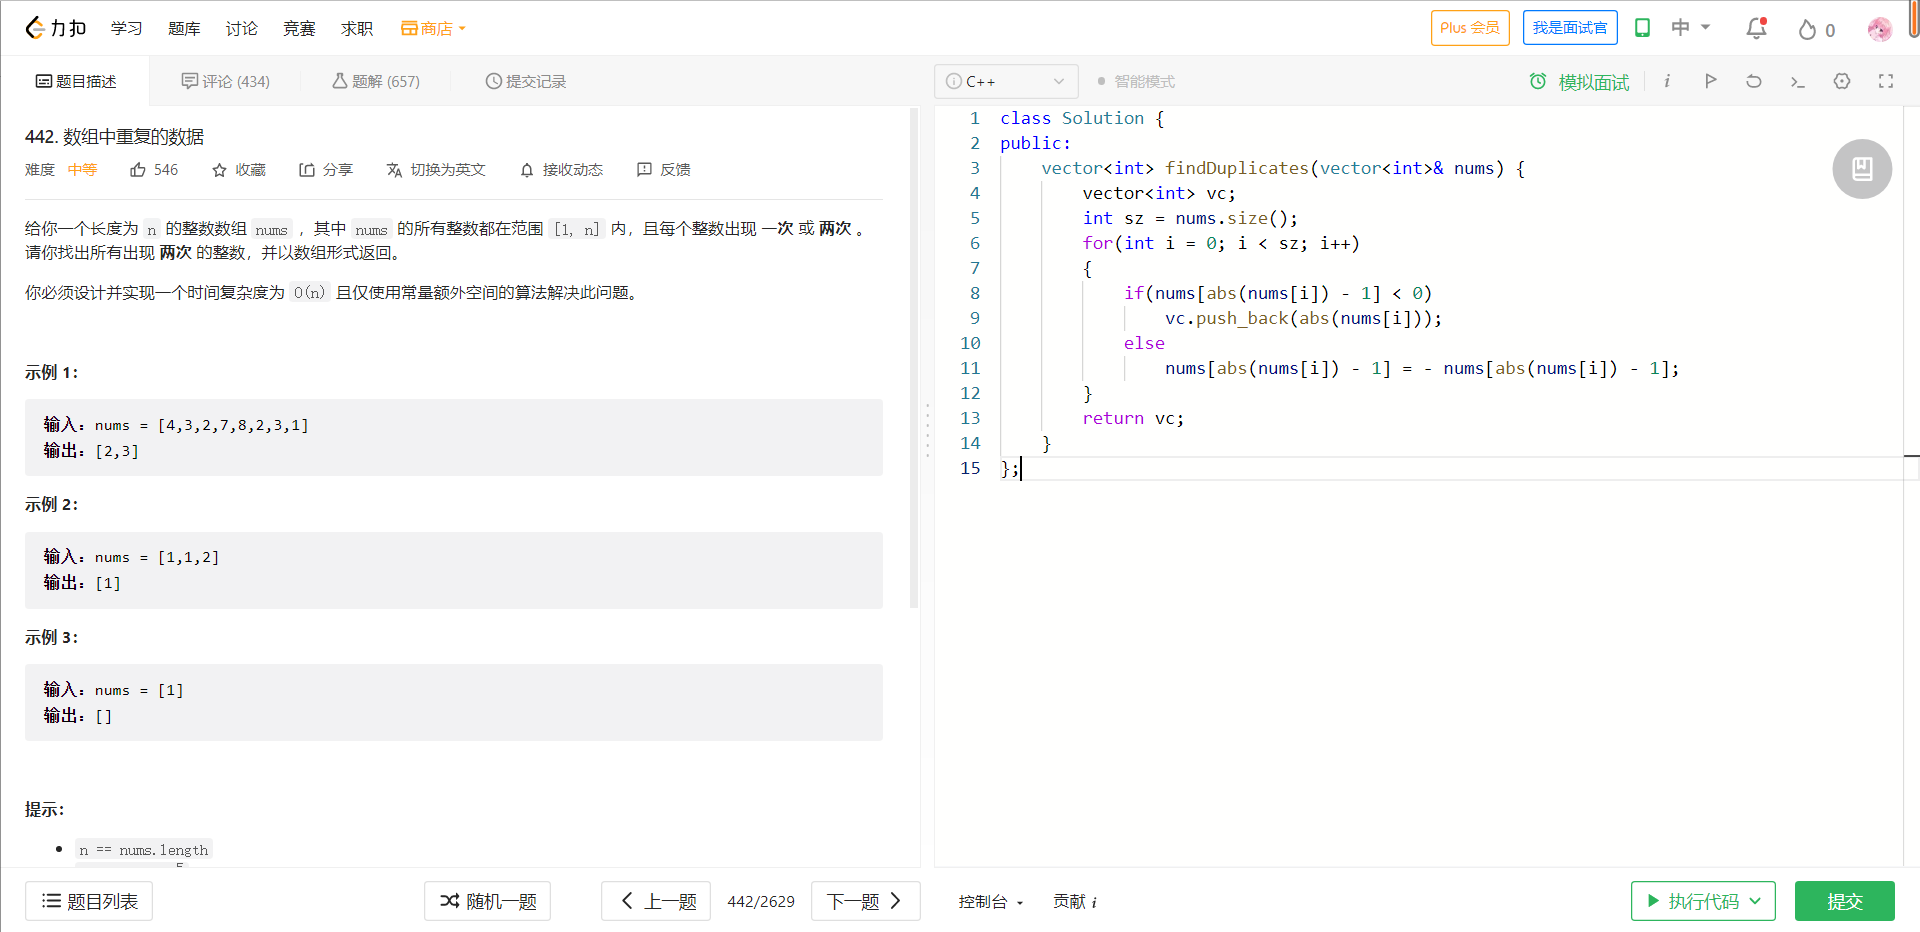 力扣 学习 题库 讨论 竞赛 求职 商店 Plus 会员 我是面试官 中 0
题目描述 评论 (434) 题解 (657) 提交记录
442. 数组中重复的数据
难度 中等 546 收藏 分享 切换为英文 接收动态 反馈
给你一个长度为 n 的整数数组 nums ，其中 nums 的所有整数都在范围 [1, n] 内，且每个整数出现 一次 或 两次 。
请你找出所有出现 两次 的整数，并以数组形式返回。
你必须设计并实现一个时间复杂度为 O(n) 且仅使用常量额外空间的算法解决此问题。
示例 1：
输入：nums = [4,3,2,7,8,2,3,1]
输出：[2,3]
示例 2：
输入：nums = [1,1,2]
输出：[1]
示例 3：
输入：nums = [1]
输出：[]
提示：
n == nums.length
题目列表 随机一题 上一题 442/2629 下一题
C++ 智能模式 模拟面试
1 class Solution {
2 public:
3 vector<int> findDuplicates(vector<int>& nums) {
4 vector<int> vc;
5 int sz = nums.size();
6 for(int i = 0; i < sz; i++)
7 {
8 if(nums[abs(nums[i]) - 1] < 0)
9 vc.push_back(abs(nums[i]));
10 else
11 nums[abs(nums[i]) - 1] = - nums[abs(nums[i]) - 1];
12 }
13 return vc;
14 }
15 };
控制台 贡献 i 执行代码 提交